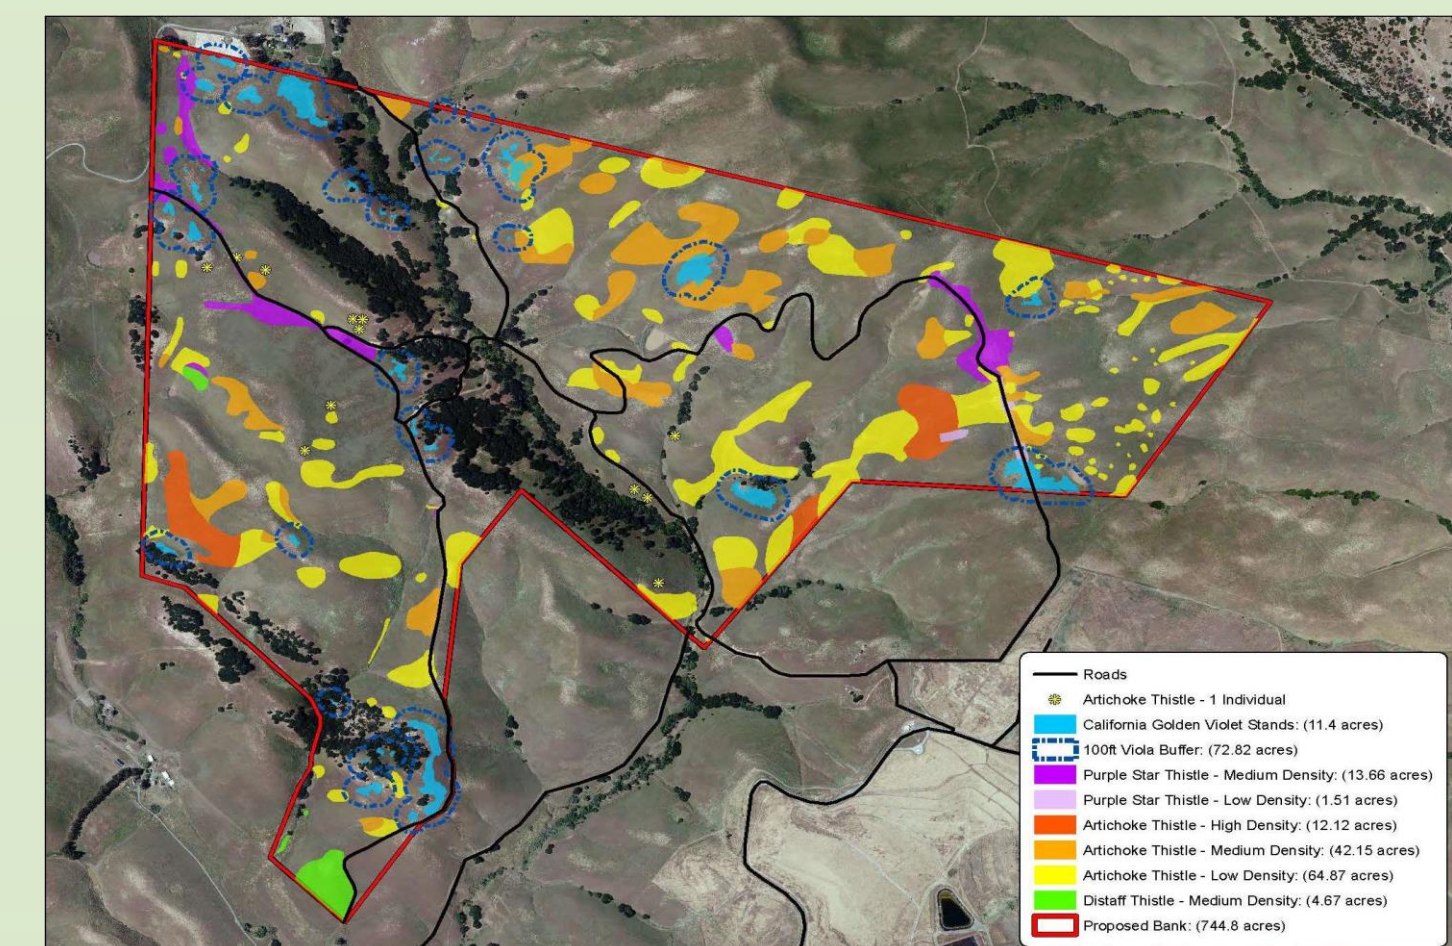 Roads
Artichoke Thistle - 1 Individual
California Golden Violet Stands: (11.4 acres)
100ft Viola Buffer: (72.82 acres)
Purple Star Thistle - Medium Density: (13.66 acres)
Purple Star Thistle - Low Density: (1.51 acres)
Artichoke Thistle - High Density: (12.12 acres)
Artichoke Thistle - Medium Density: (42.15 acres)
Artichoke Thistle - Low Density: (64.87 acres)
Distaff Thistle - Medium Density: (4.67 acres)
Proposed Bank: (744.8 acres)